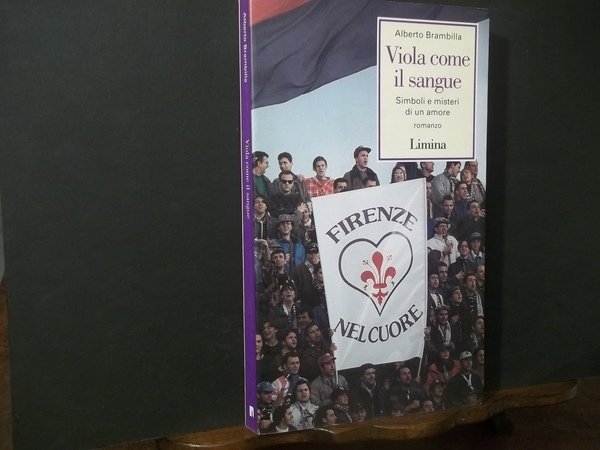 Alberto Brambilla
Viola come
il sangue
Simboli e misteri
di un amore
romanzo
Limina
FIRENZE
NEL CUORE
Alberto Brambilla
Viola come il sangue